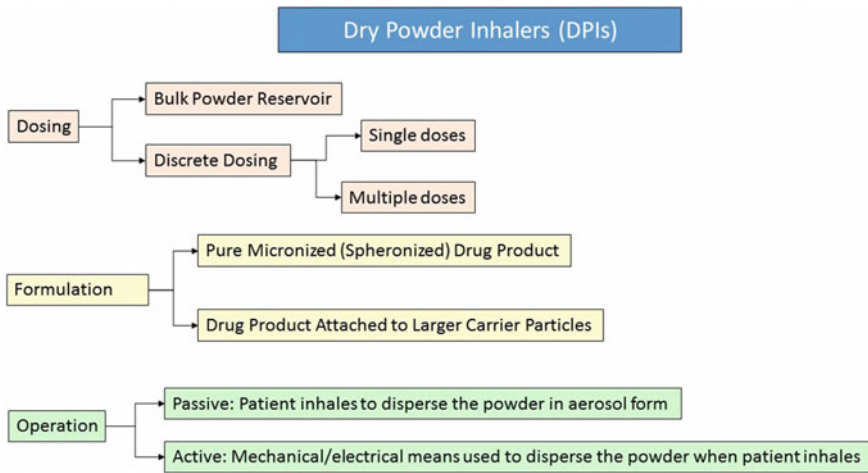 Dry Powder Inhalers (DPIs)
Bulk Powder Reservoir
Dosing
Single doses
Discrete Dosing
Multiple doses
Pure Micronized (Spheronized) Drug Product
Formulation
Drug Product Attached to Larger Carrier Particles
Passive: Patient inhales to disperse the powder in aerosol form
Operation
Active: Mechanical/electrical means used to disperse the powder when patient inhales